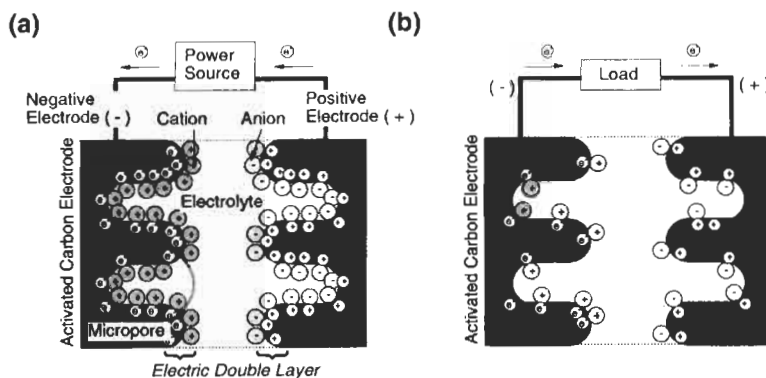 (a)
e e
Power
Source
Negative
Electrode (-)
Cation
Anion
Positive
Electrode (+)
Electrolyte
Activated Carbon Electrode
Micropore
Electric Double Layer
(b)
e e
Load
(-)
(+)
Activated Carbon Electrode